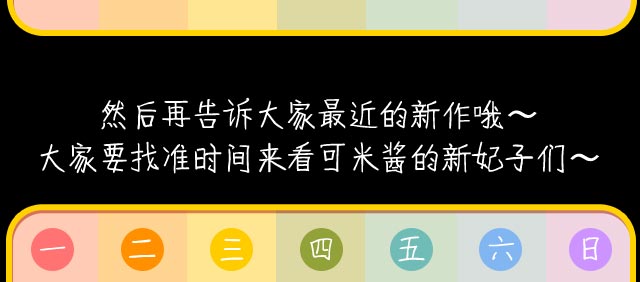 然后再告诉大家最近的新作哦～
大家要找准时间来看可米酱的新妃子们～
一 二 三 四 五 六 日